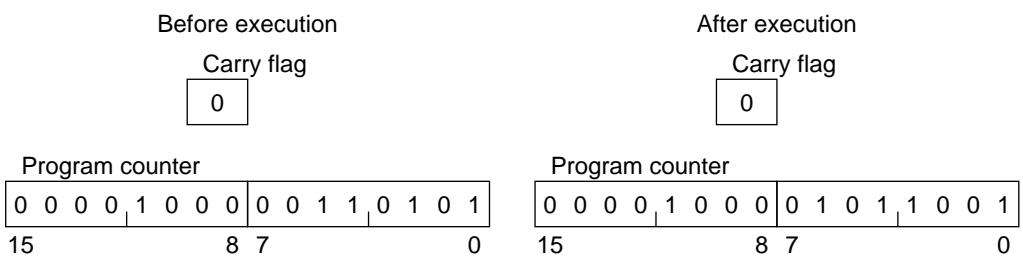 Before execution
After execution
Carry flag
Carry flag
0
0
Program counter
Program counter
0 0 0 0 1 0 0 0 0 0 1 1 0 1 0 1
0 0 0 0 1 0 0 0 0 1 0 1 1 0 0 1
15 8 7 0
15 8 7 0